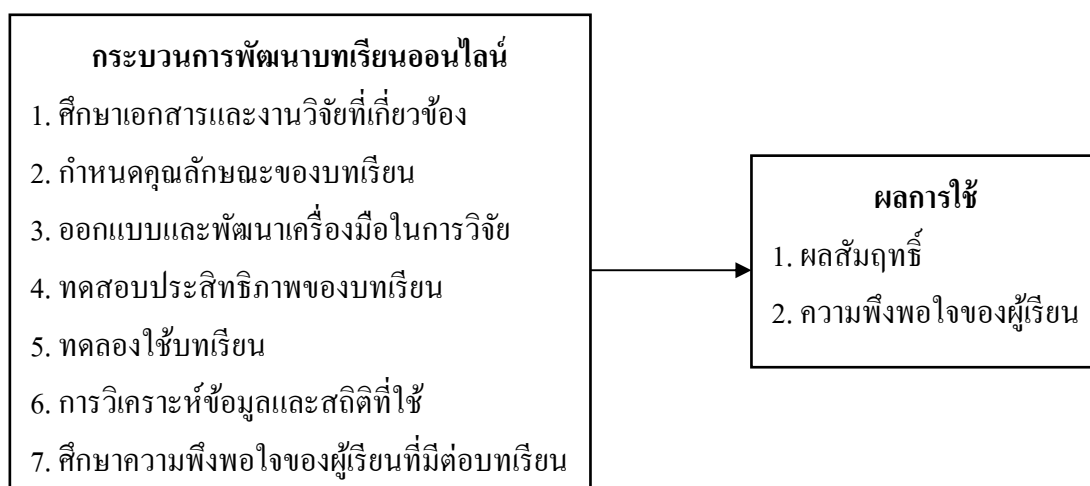 กระบวนการพัฒนาบทเรียนออนไลน์
1. ศึกษาเอกสารและงานวิจัยที่เกี่ยวข้อง
2. กำหนดคุณลักษณะของบทเรียน
3. ออกแบบและพัฒนาเครื่องมือในการวิจัย
4. ทดสอบประสิทธิภาพของบทเรียน
5. ทดลองใช้บทเรียน
6. การวิเคราะห์ข้อมูลและสถิติที่ใช้
7. ศึกษาความพึงพอใจของผู้เรียนที่มีต่อบทเรียน
ผลการใช้
1. ผลสัมฤทธิ์
2. ความพึงพอใจของผู้เรียน